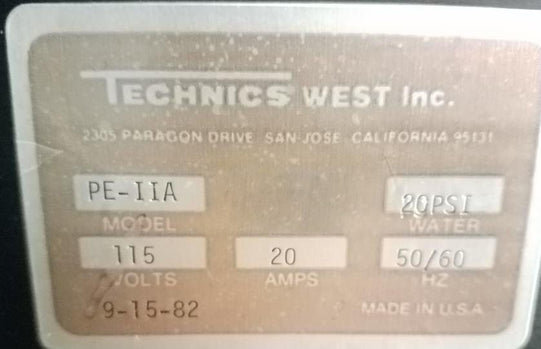 TECHNICS WEST Inc.
2305 PARAGON DRIVE SAN JOSE CALIFORNIA 95131
PE-IIA 20PSI
MODEL WATER
115 20 50/60
VOLTS AMPS HZ
9-15-82 MADE IN U.S.A